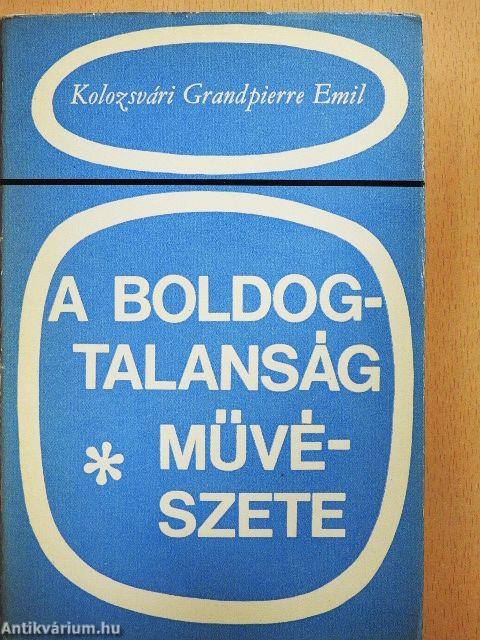 Kolozsvári Grandpierre Emil
A BOLDOG-
TALANSÁG
* MŰVÉ-
SZETE
Antikvárium.hu